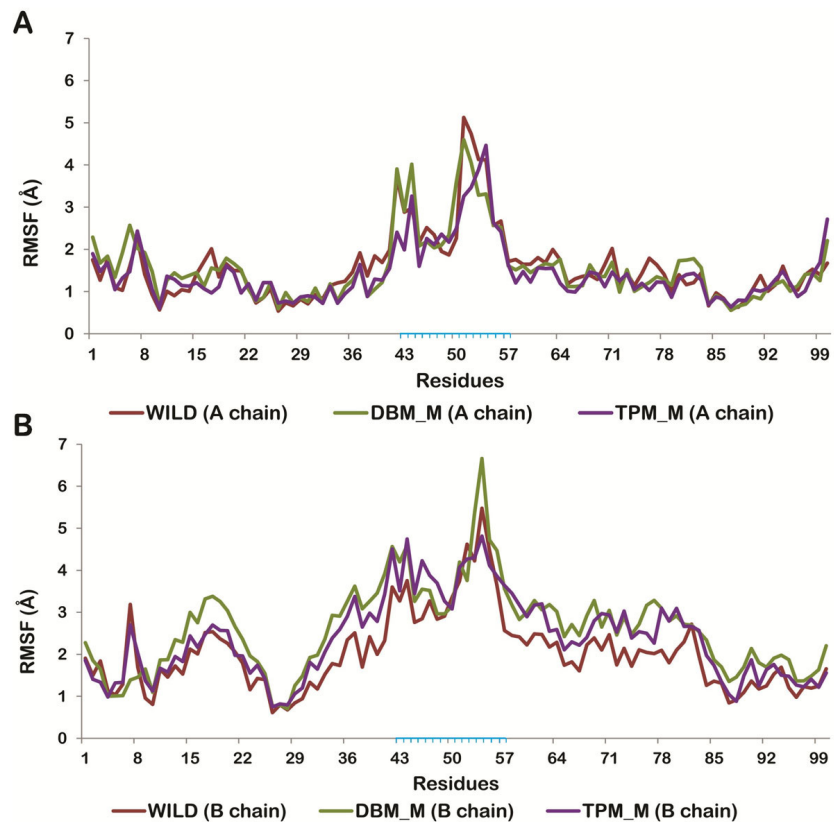 A
7
6
5
4
3
2
1
0
RMSF (Å)
1 8 15 22 29 36 43 50 57 64 71 78 85 92 99
Residues
WILD (A chain) DBM_M (A chain) TPM_M (A chain)
B
7
6
5
4
3
2
1
0
RMSF (Å)
1 8 15 22 29 36 43 50 57 64 71 78 85 92 99
Residues
WILD (B chain) DBM_M (B chain) TPM_M (B chain)